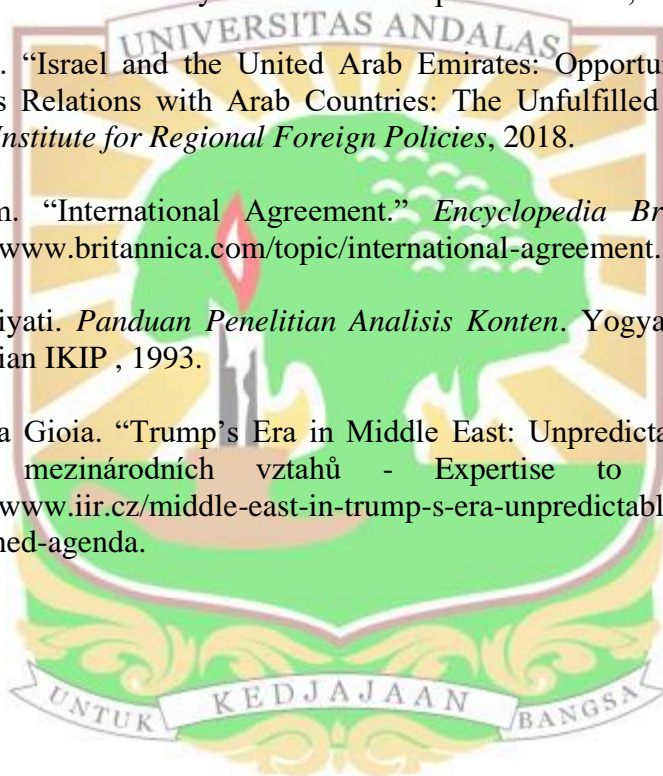 UNIVERSITAS ANDALAS
. “Israel and the United Arab Emirates: Opportu
s Relations with Arab Countries: The Unfulfilled
Institute for Regional Foreign Policies, 2018.
m. “International Agreement.” Encyclopedia Br
www.britannica.com/topic/international-agreement.
iyati. Panduan Penelitian Analisis Konten. Yogya
ian IKIP , 1993.
a Gioia. “Trump’s Era in Middle East: Unpredicta
mezinárodních vztahů - Expertise to
www.iir.cz/middle-east-in-trump-s-era-unpredictabl
ned-agenda.
UNTUK KEDJAJAAN BANGSA